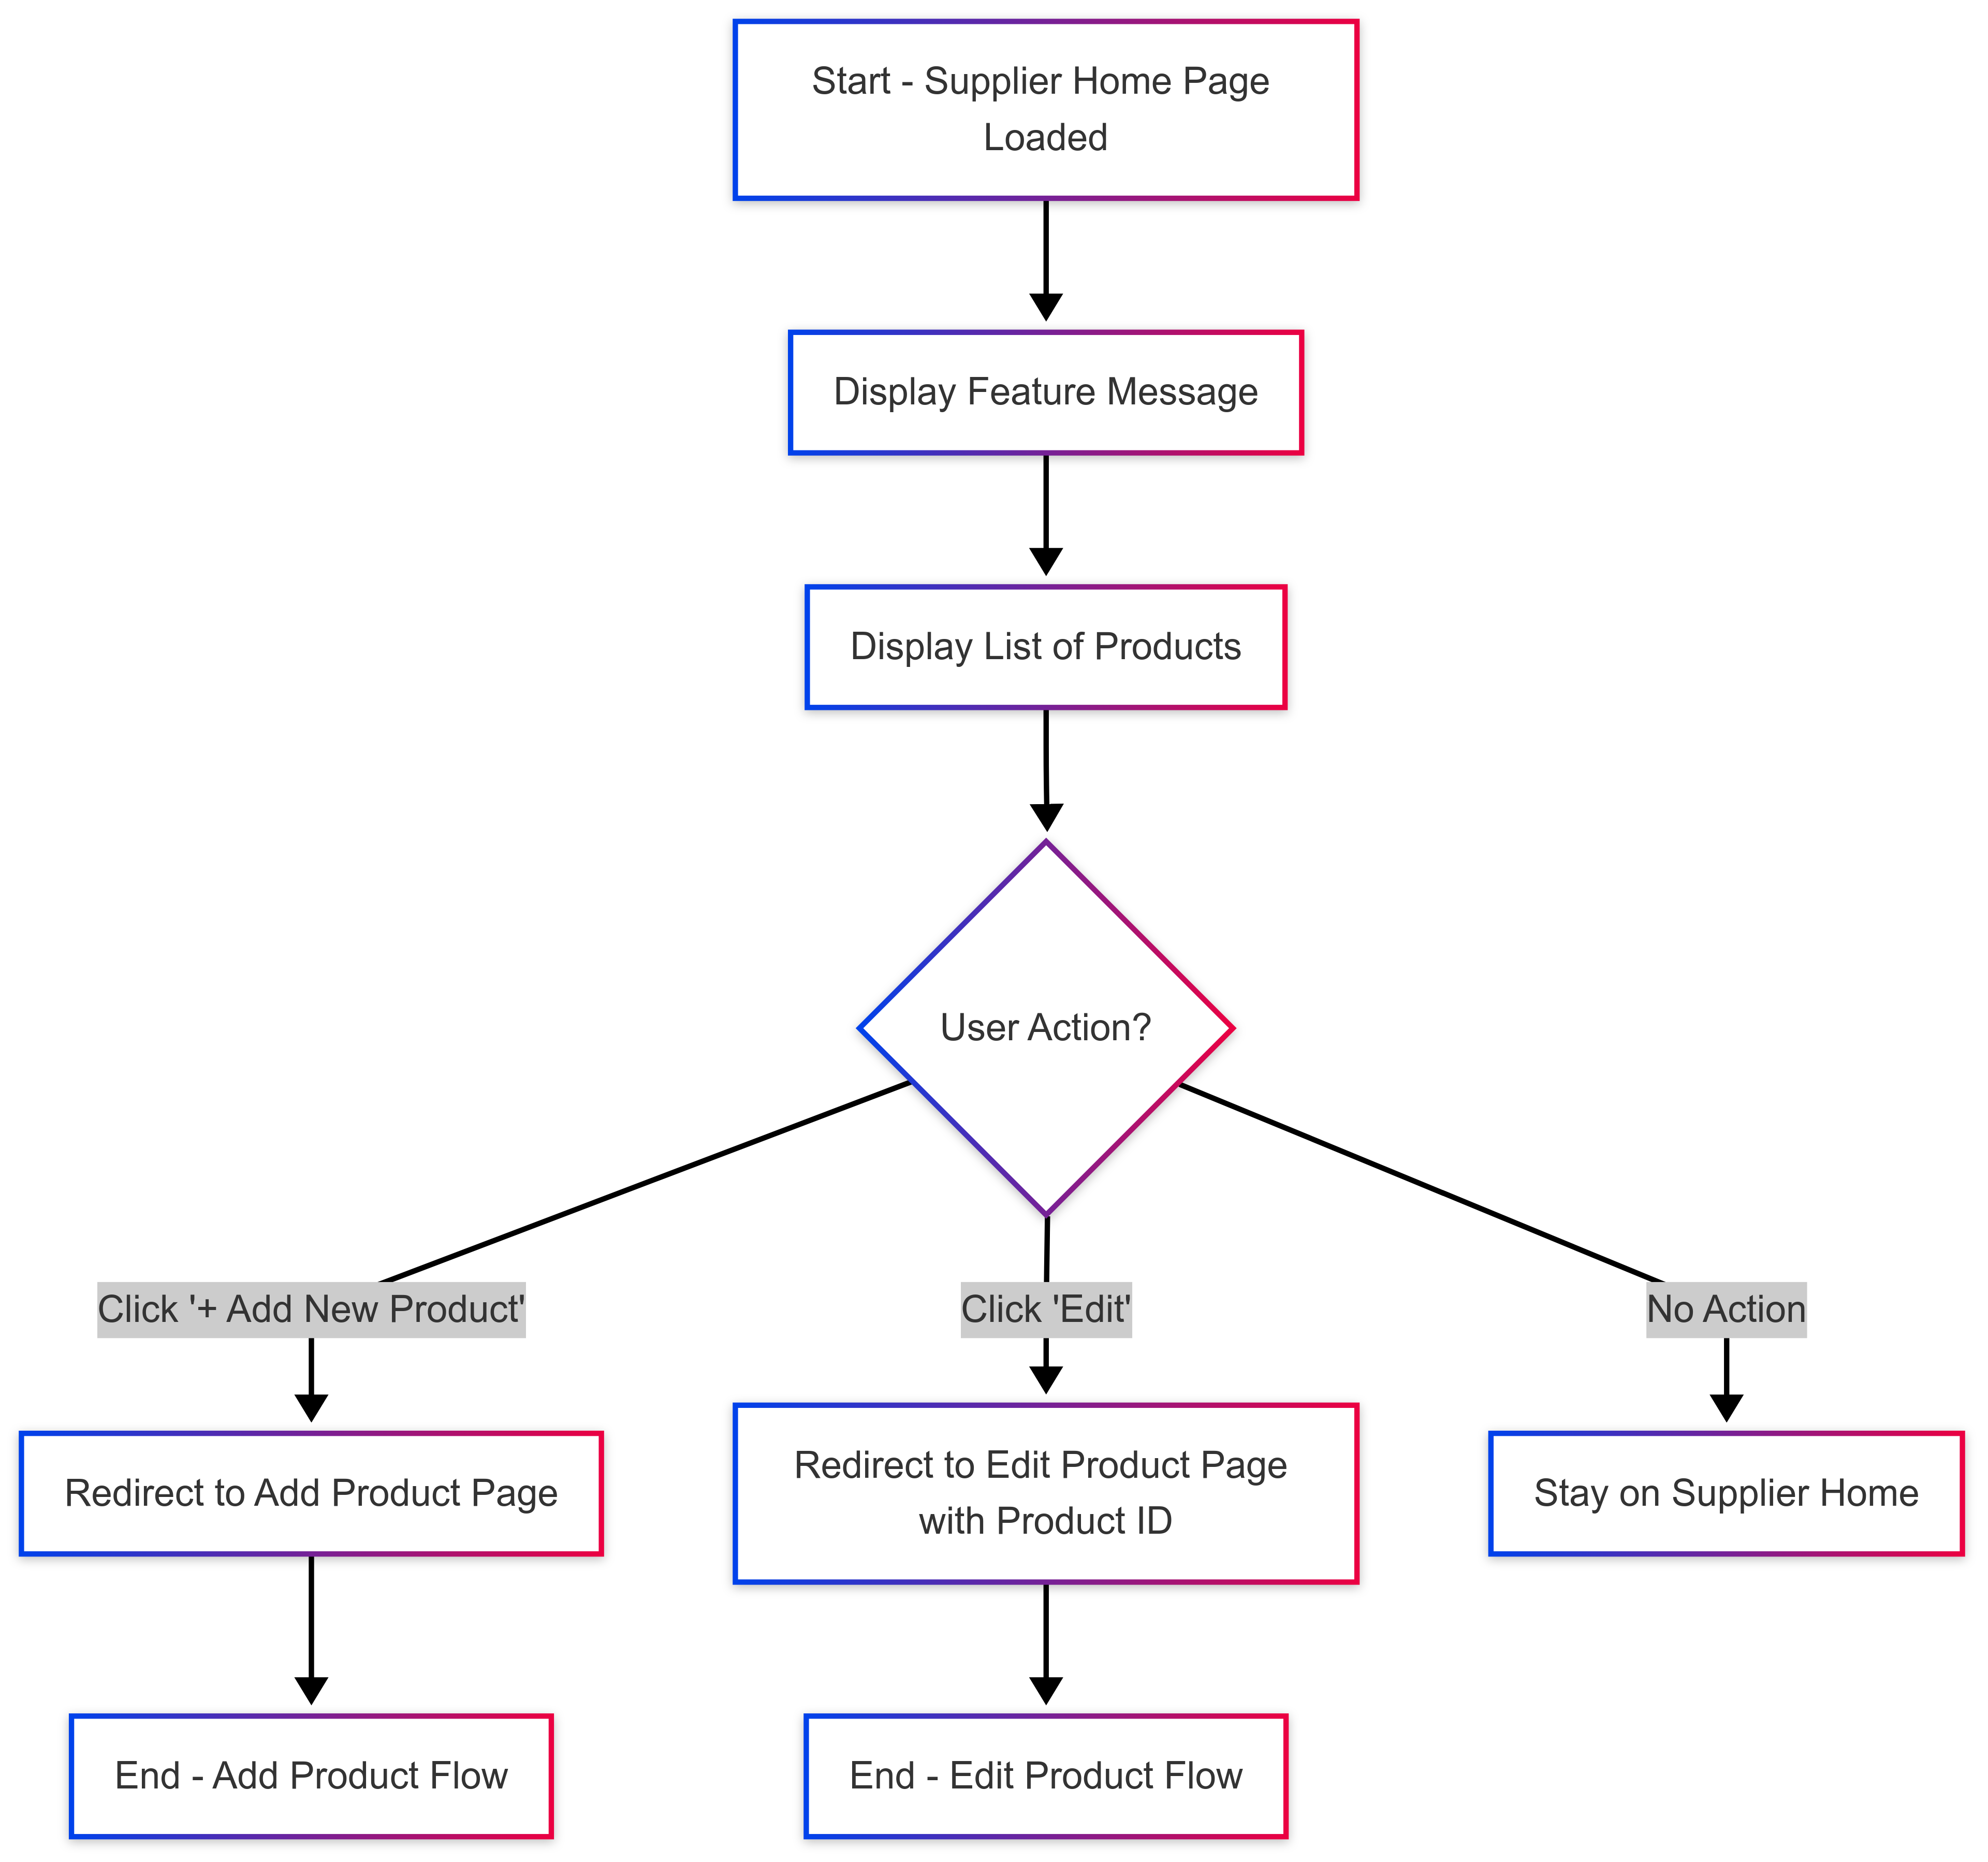 Start - Supplier Home Page
Loaded
Display Feature Message
Display List of Products
User Action?
Click '+ Add New Product'
Click 'Edit'
No Action
Redirect to Add Product Page
Redirect to Edit Product Page
with Product ID
Stay on Supplier Home
End - Add Product Flow
End - Edit Product Flow